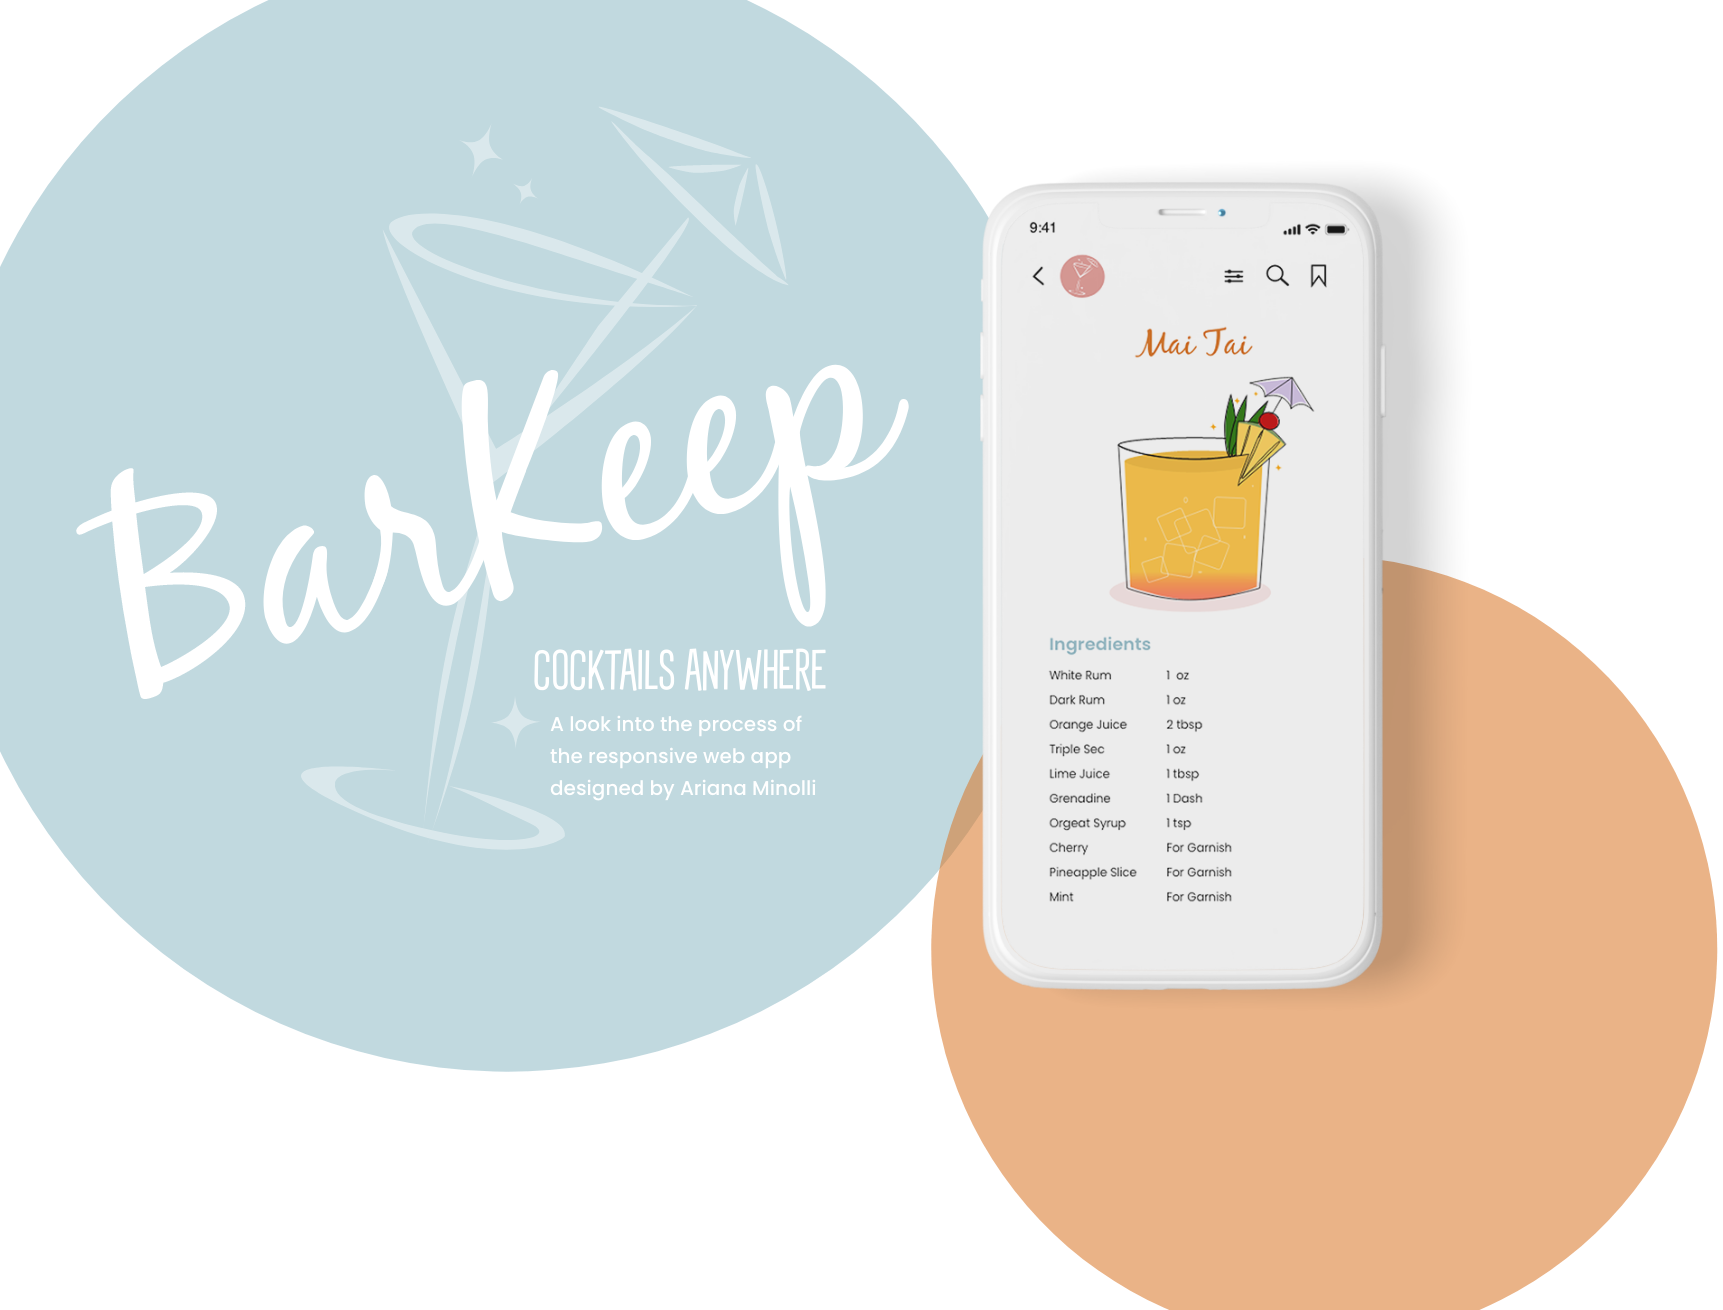 BarKeep
COCKTAILS ANYWHERE
A look into the process of
the responsive web app
designed by Ariana Minolli
9:41
Mai Tai
Ingredients
White Rum 1 oz
Dark Rum 1 oz
Orange Juice 2 tbsp
Triple Sec 1 oz
Lime Juice 1 tbsp
Grenadine 1 Dash
Orgeat Syrup 1 tsp
Cherry For Garnish
Pineapple Slice For Garnish
Mint For Garnish